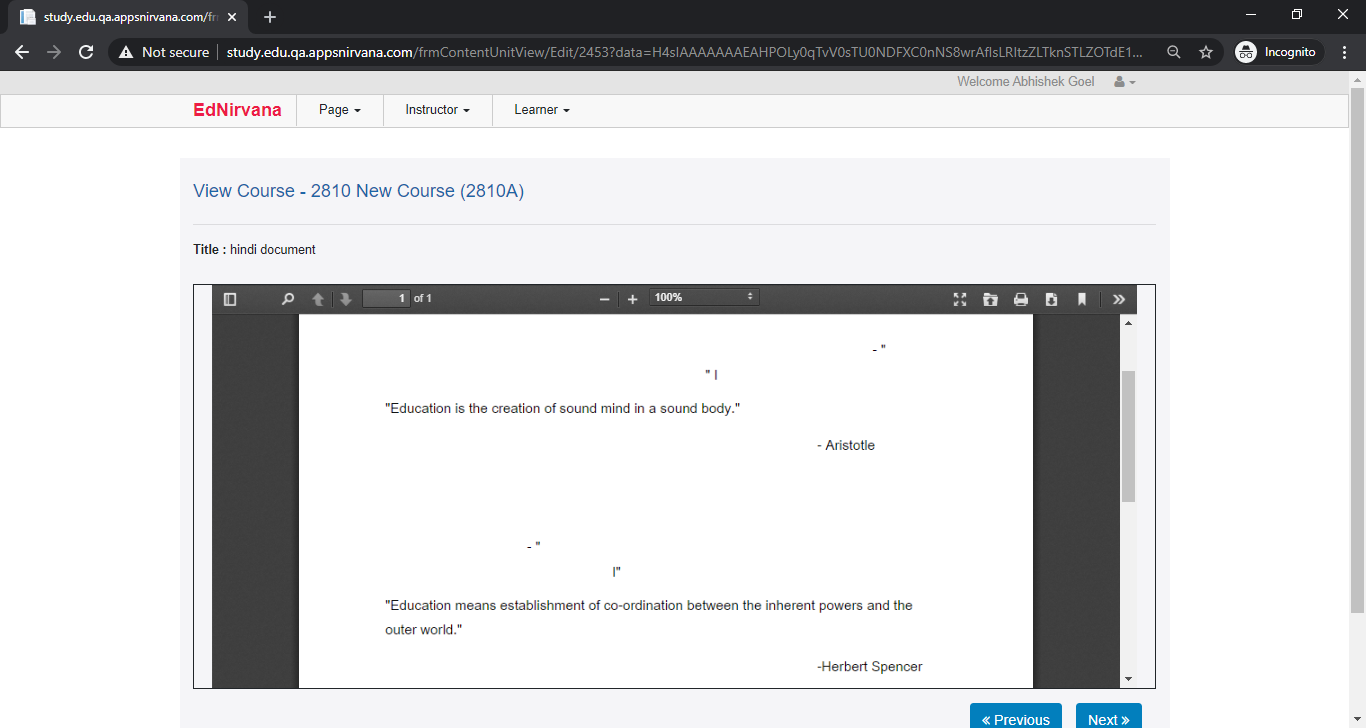 study.edu.qa.appsnirvana.com/fr
Not secure
study.edu.qa.appsnirvana.com/frmContentUnitView/Edit/2453?data=H4sIAAAAAAAEAHPOLy0qTvV0sTU0NDFXC0nNS8wrAflsLRItzZLTknSTLZOTdE1...
Incognito
Welcome Abhishek Goel
EdNirvana
Page
Instructor
Learner
View Course - 2810 New Course (2810A)
Title : hindi document
1 of 1
100%
- "
" I
"Education is the creation of sound mind in a sound body."
- Aristotle
- "
I"
"Education means establishment of co-ordination between the inherent powers and the
outer world."
-Herbert Spencer
« Previous
Next »